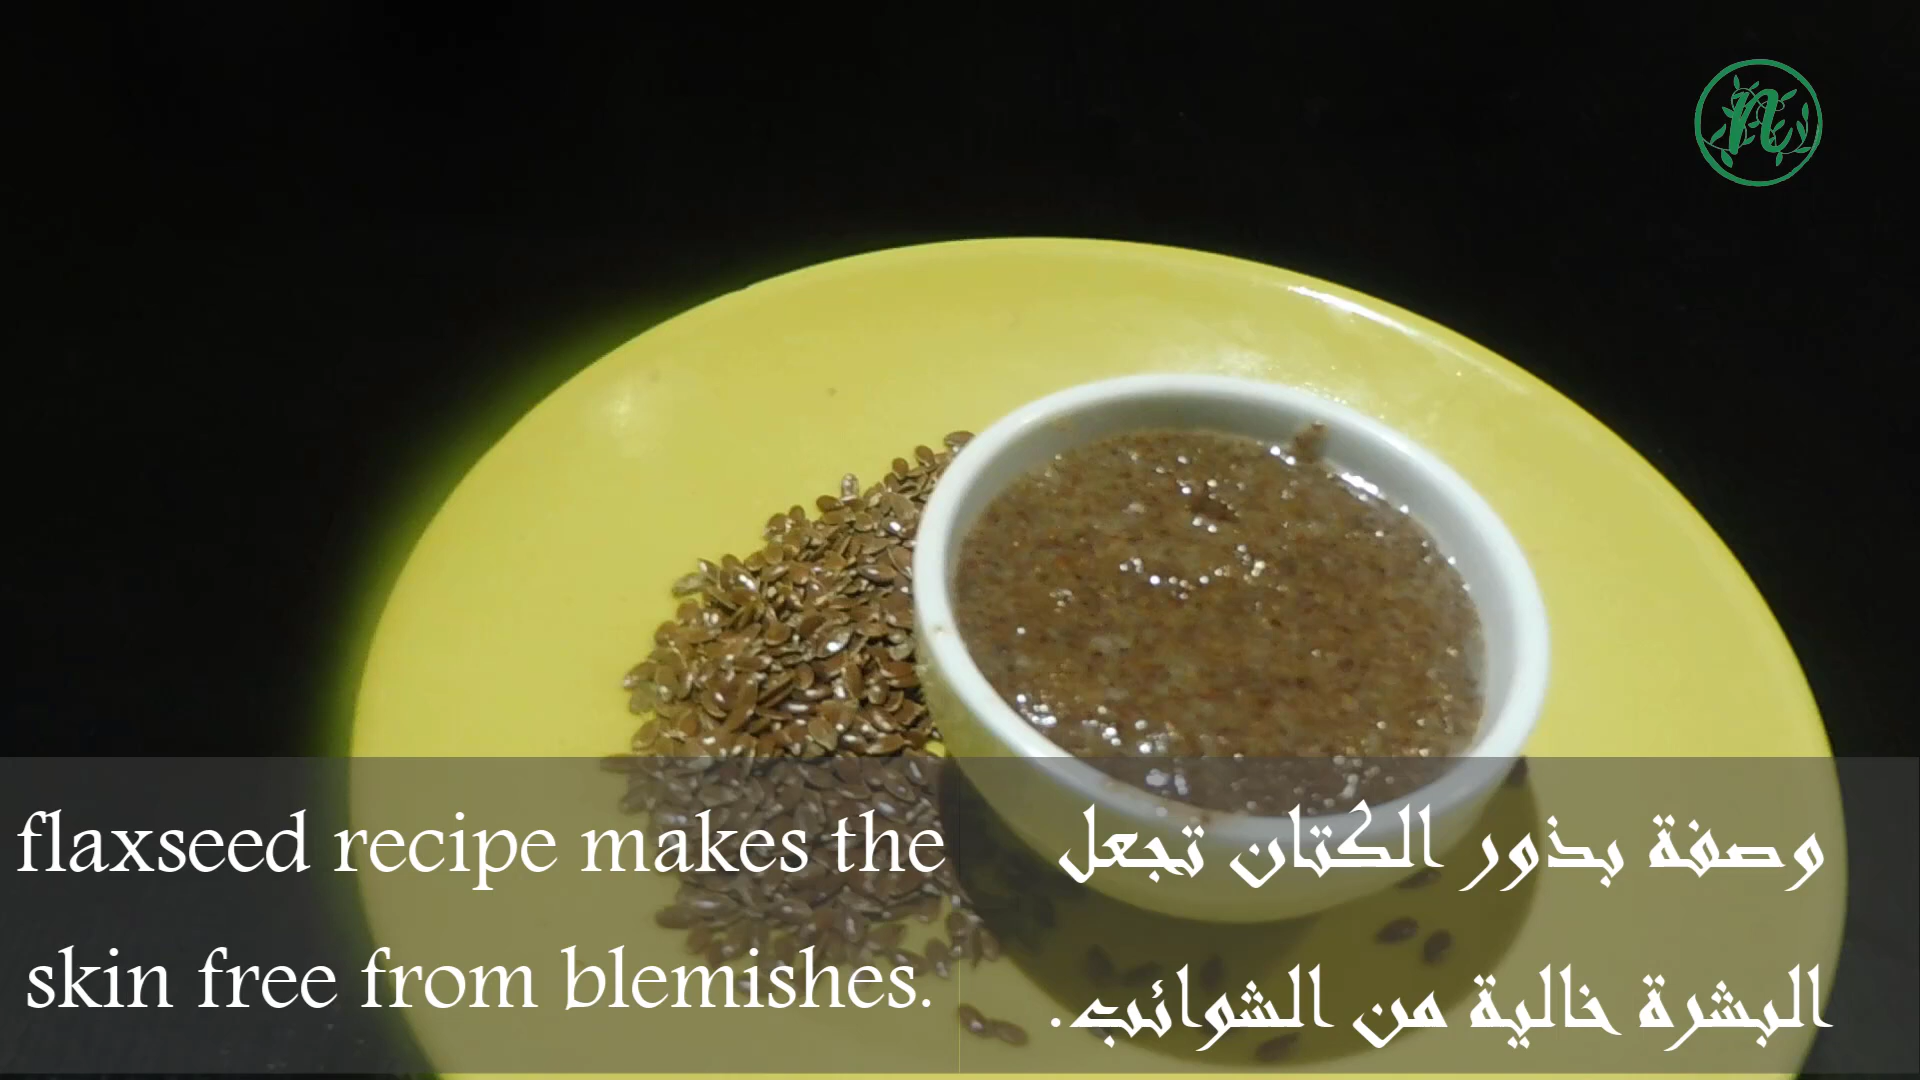 n
flaxseed recipe makes the
skin free from blemishes.
وصفة بذور الكتان تجعل
البشرة خالية من الشوائب.